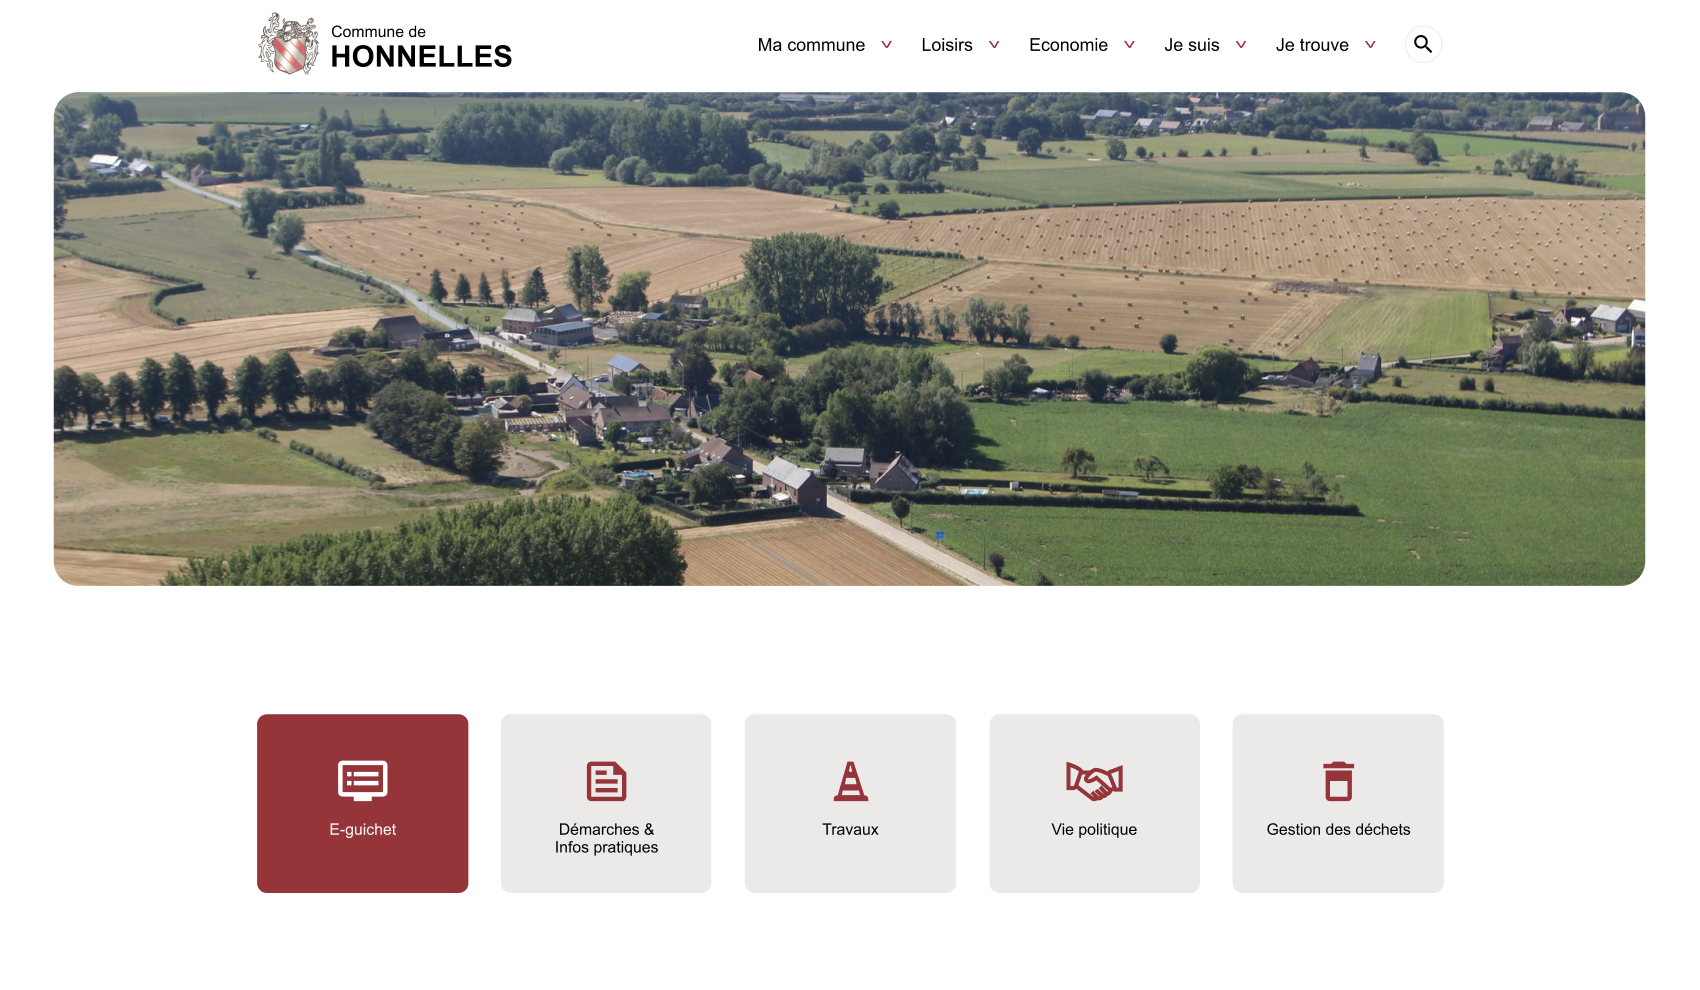 Commune de
HONNELLES
Ma commune
Loisirs
Economie
Je suis
Je trouve
E-guichet
Démarches &
Infos pratiques
Travaux
Vie politique
Gestion des déchets